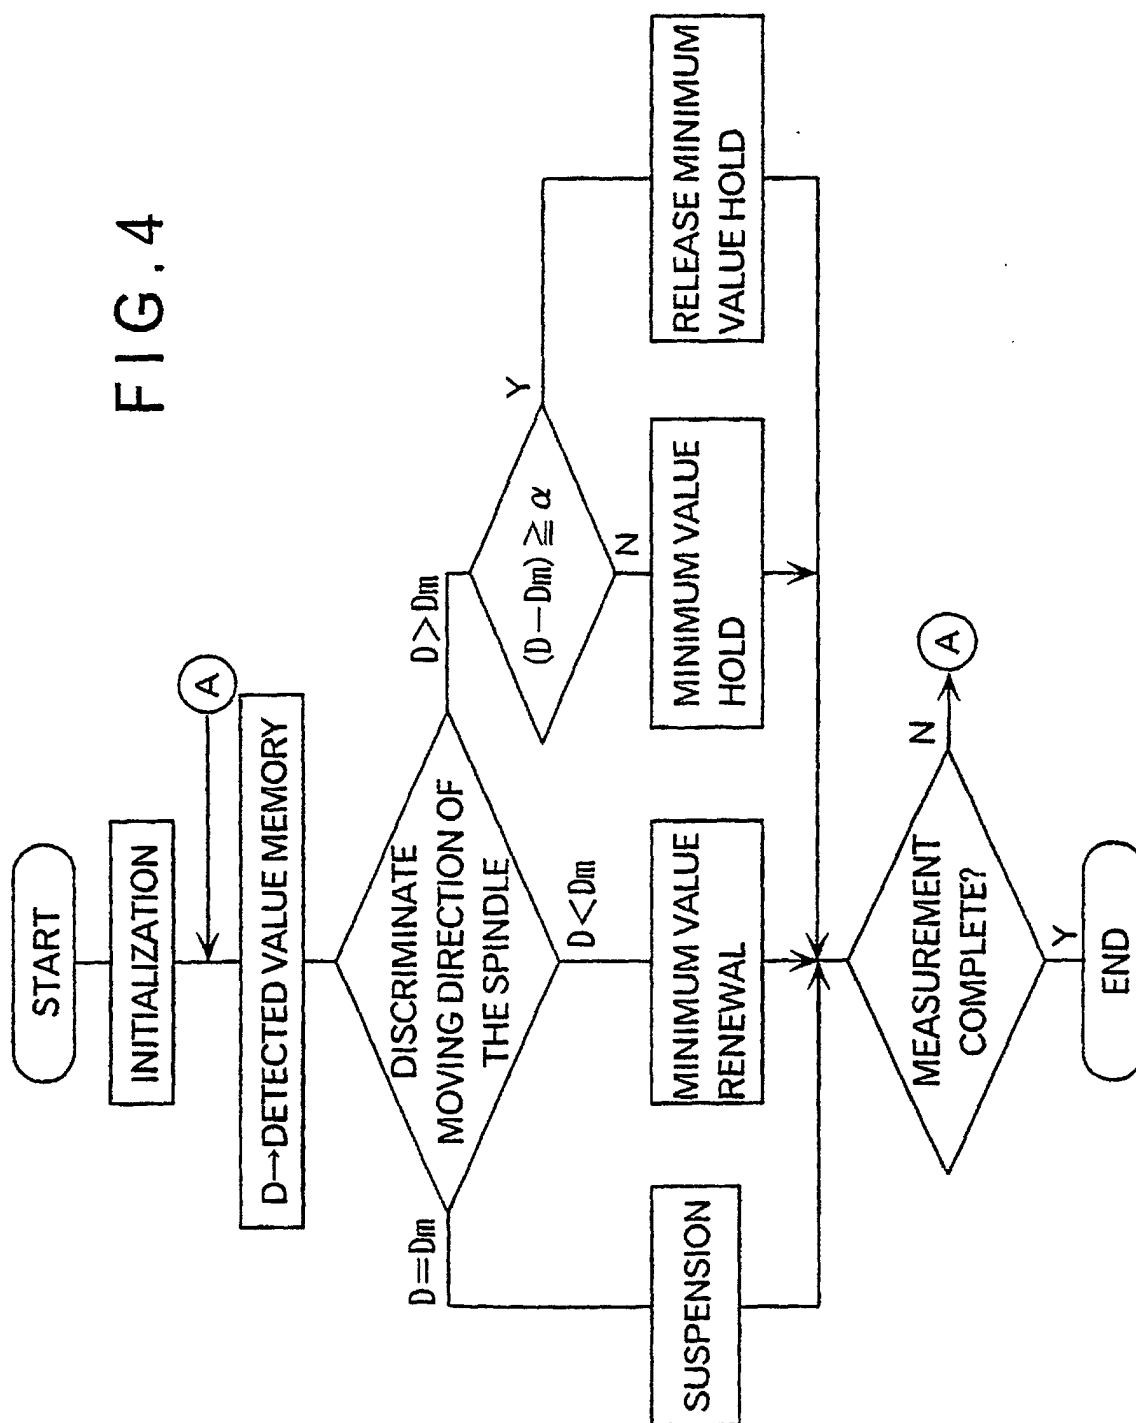 FIG.4
START
INITIALIZATION
A
D→DETECTED VALUE MEMORY
DISCRIMINATE
MOVING DIRECTION OF
THE SPINDLE
D=Dm
D<Dm
D>Dm
(D−Dm)≧α
Y
N
SUSPENSION
MINIMUM VALUE
RENEWAL
MINIMUM VALUE
HOLD
RELEASE MINIMUM
VALUE HOLD
MEASUREMENT
COMPLETE?
N
A
Y
END